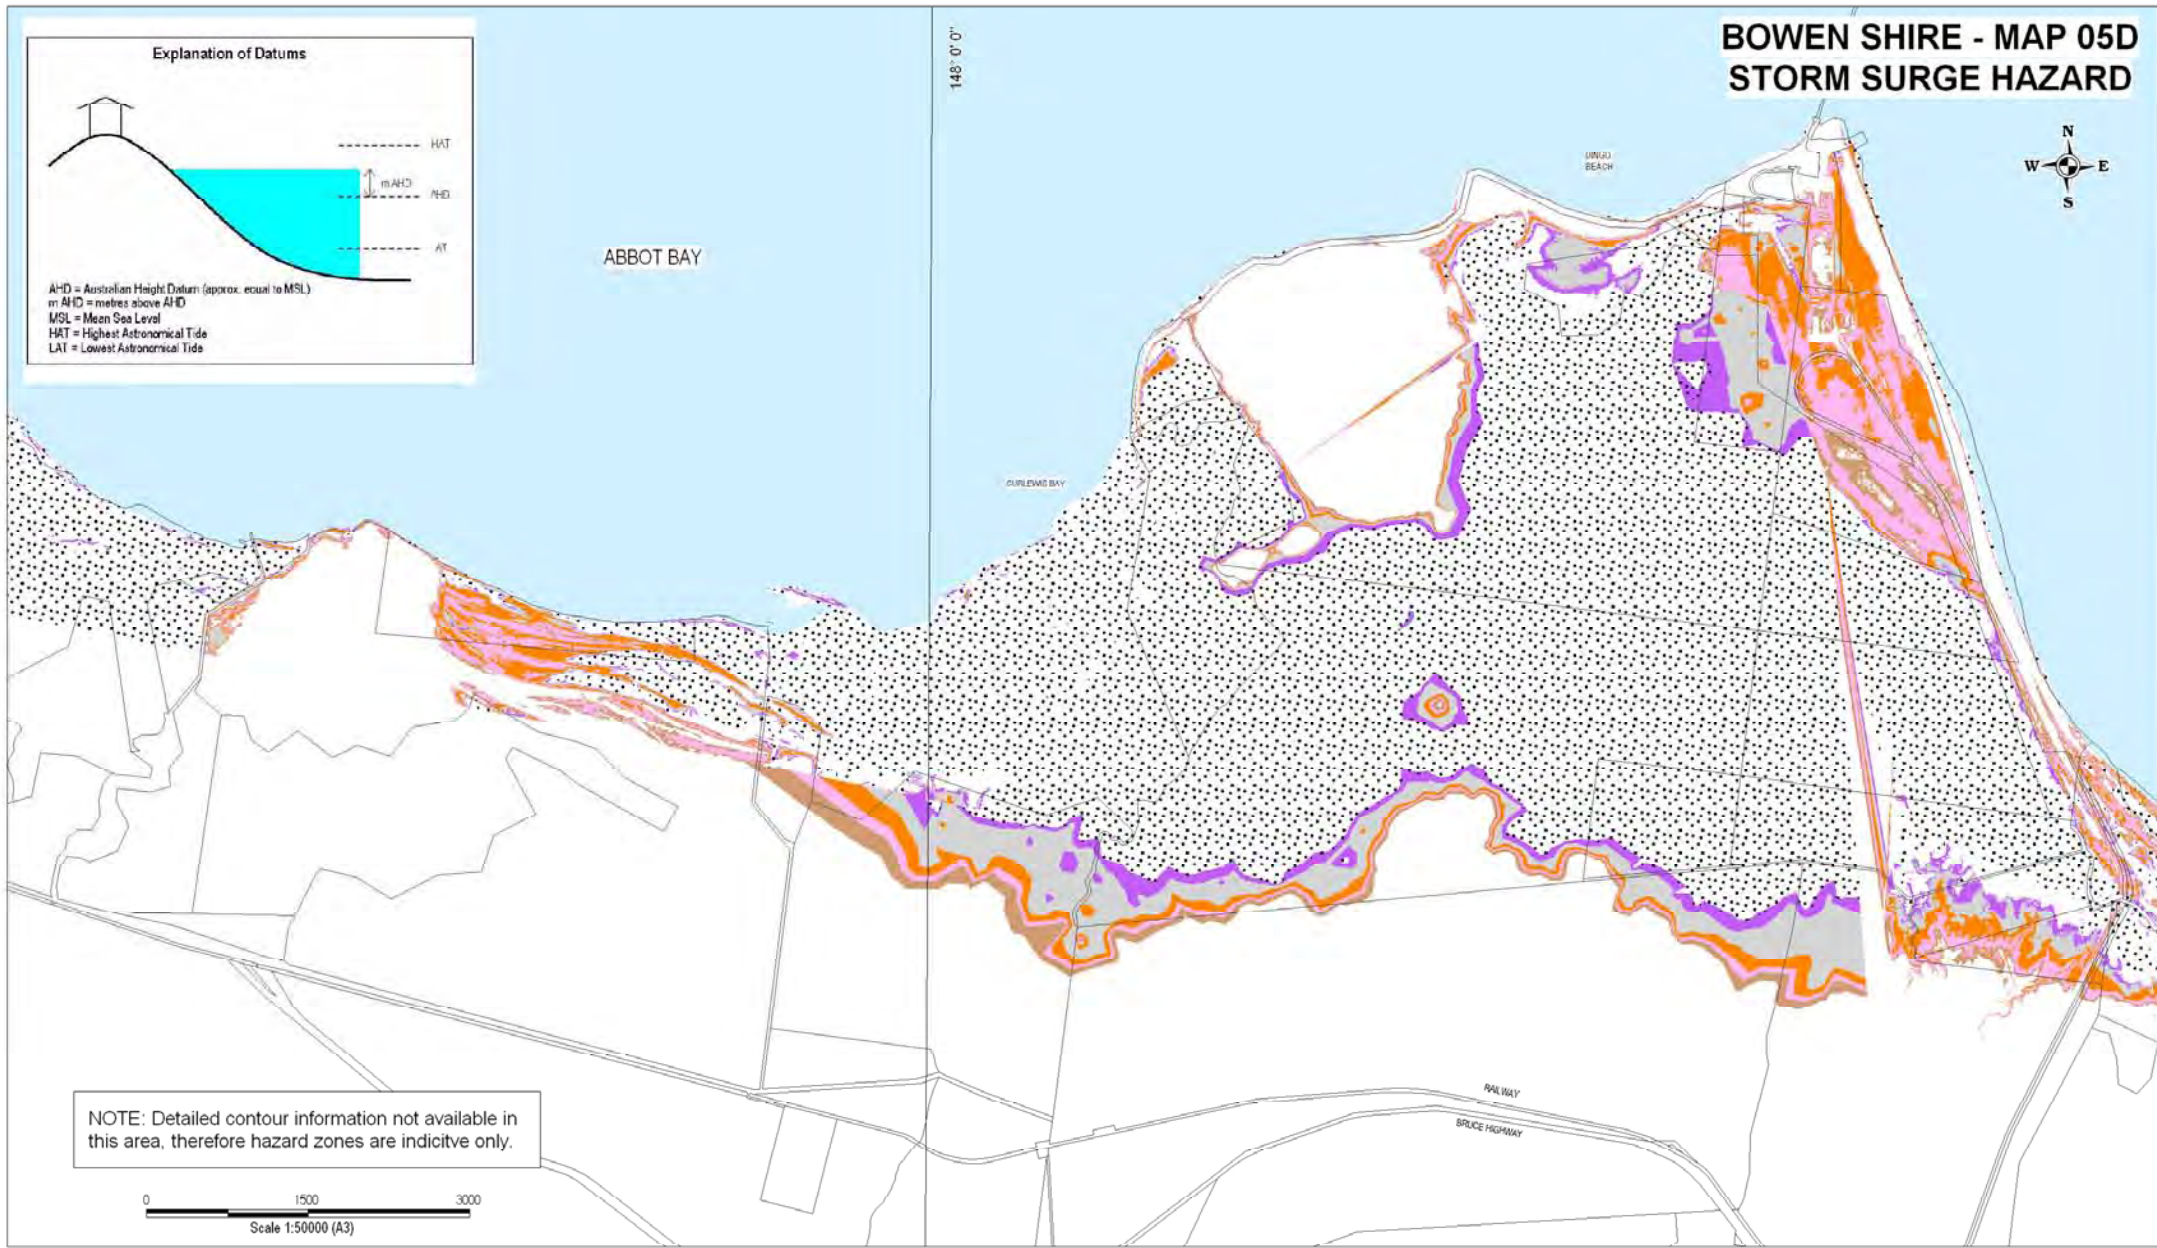 BOWEN SHIRE - MAP 05D
STORM SURGE HAZARD
Explanation of Datums
HAT
m AHD
AHD
AHD = Australian Height Datum (approx. equal to MSL)
m AHD = metres above AHD
MSL = Mean Sea Level
HAT = Highest Astronomical Tide
LAT = Lowest Astronomical Tide
148° 0' 0"
N
W
E
S
DINGO
BEACH
ABBOT BAY
CURLEWIS BAY
RAILWAY
BRUCE HIGHWAY
NOTE: Detailed contour information not available in
this area, therefore hazard zones are indicitve only.
0 1500 3000
Scale 1:50000 (A3)